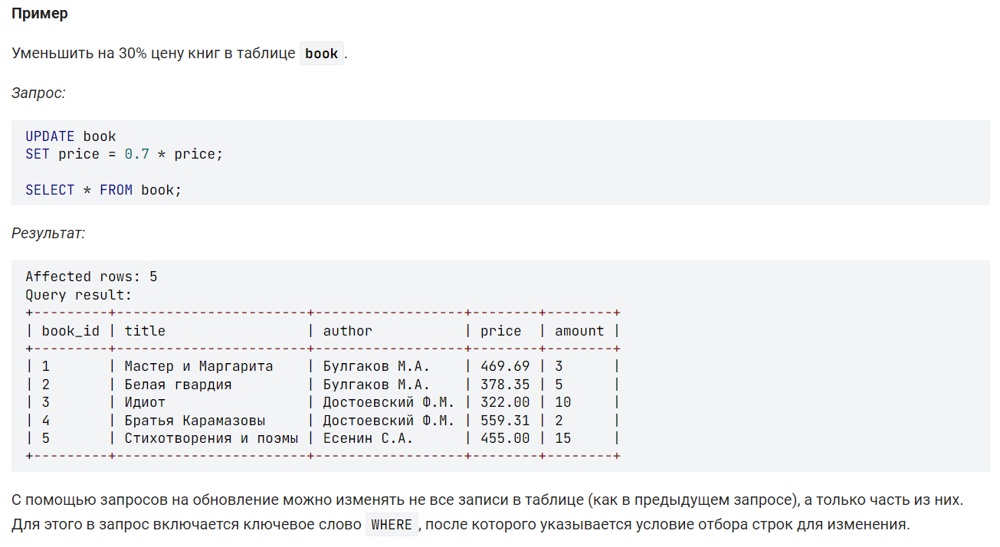 Пример
Уменьшить на 30% цену книг в таблице book .
Запрос:
UPDATE book
SET price = 0.7 * price;
SELECT * FROM book;
Результат:
Affected rows: 5
Query result:
+---------+-----------------------+------------------+--------+--------+
| book_id | title                 | author           | price  | amount |
+---------+-----------------------+------------------+--------+--------+
| 1       | Мастер и Маргарита    | Булгаков М.А.    | 469.69 | 3      |
| 2       | Белая гвардия         | Булгаков М.А.    | 378.35 | 5      |
| 3       | Идиот                 | Достоевский Ф.М. | 322.00 | 10     |
| 4       | Братья Карамазовы     | Достоевский Ф.М. | 559.31 | 2      |
| 5       | Стихотворения и поэмы | Есенин С.А.      | 455.00 | 15     |
+---------+-----------------------+------------------+--------+--------+
С помощью запросов на обновление можно изменять не все записи в таблице (как в предыдущем запросе), а только часть из них.
Для этого в запрос включается ключевое слово WHERE , после которого указывается условие отбора строк для изменения.